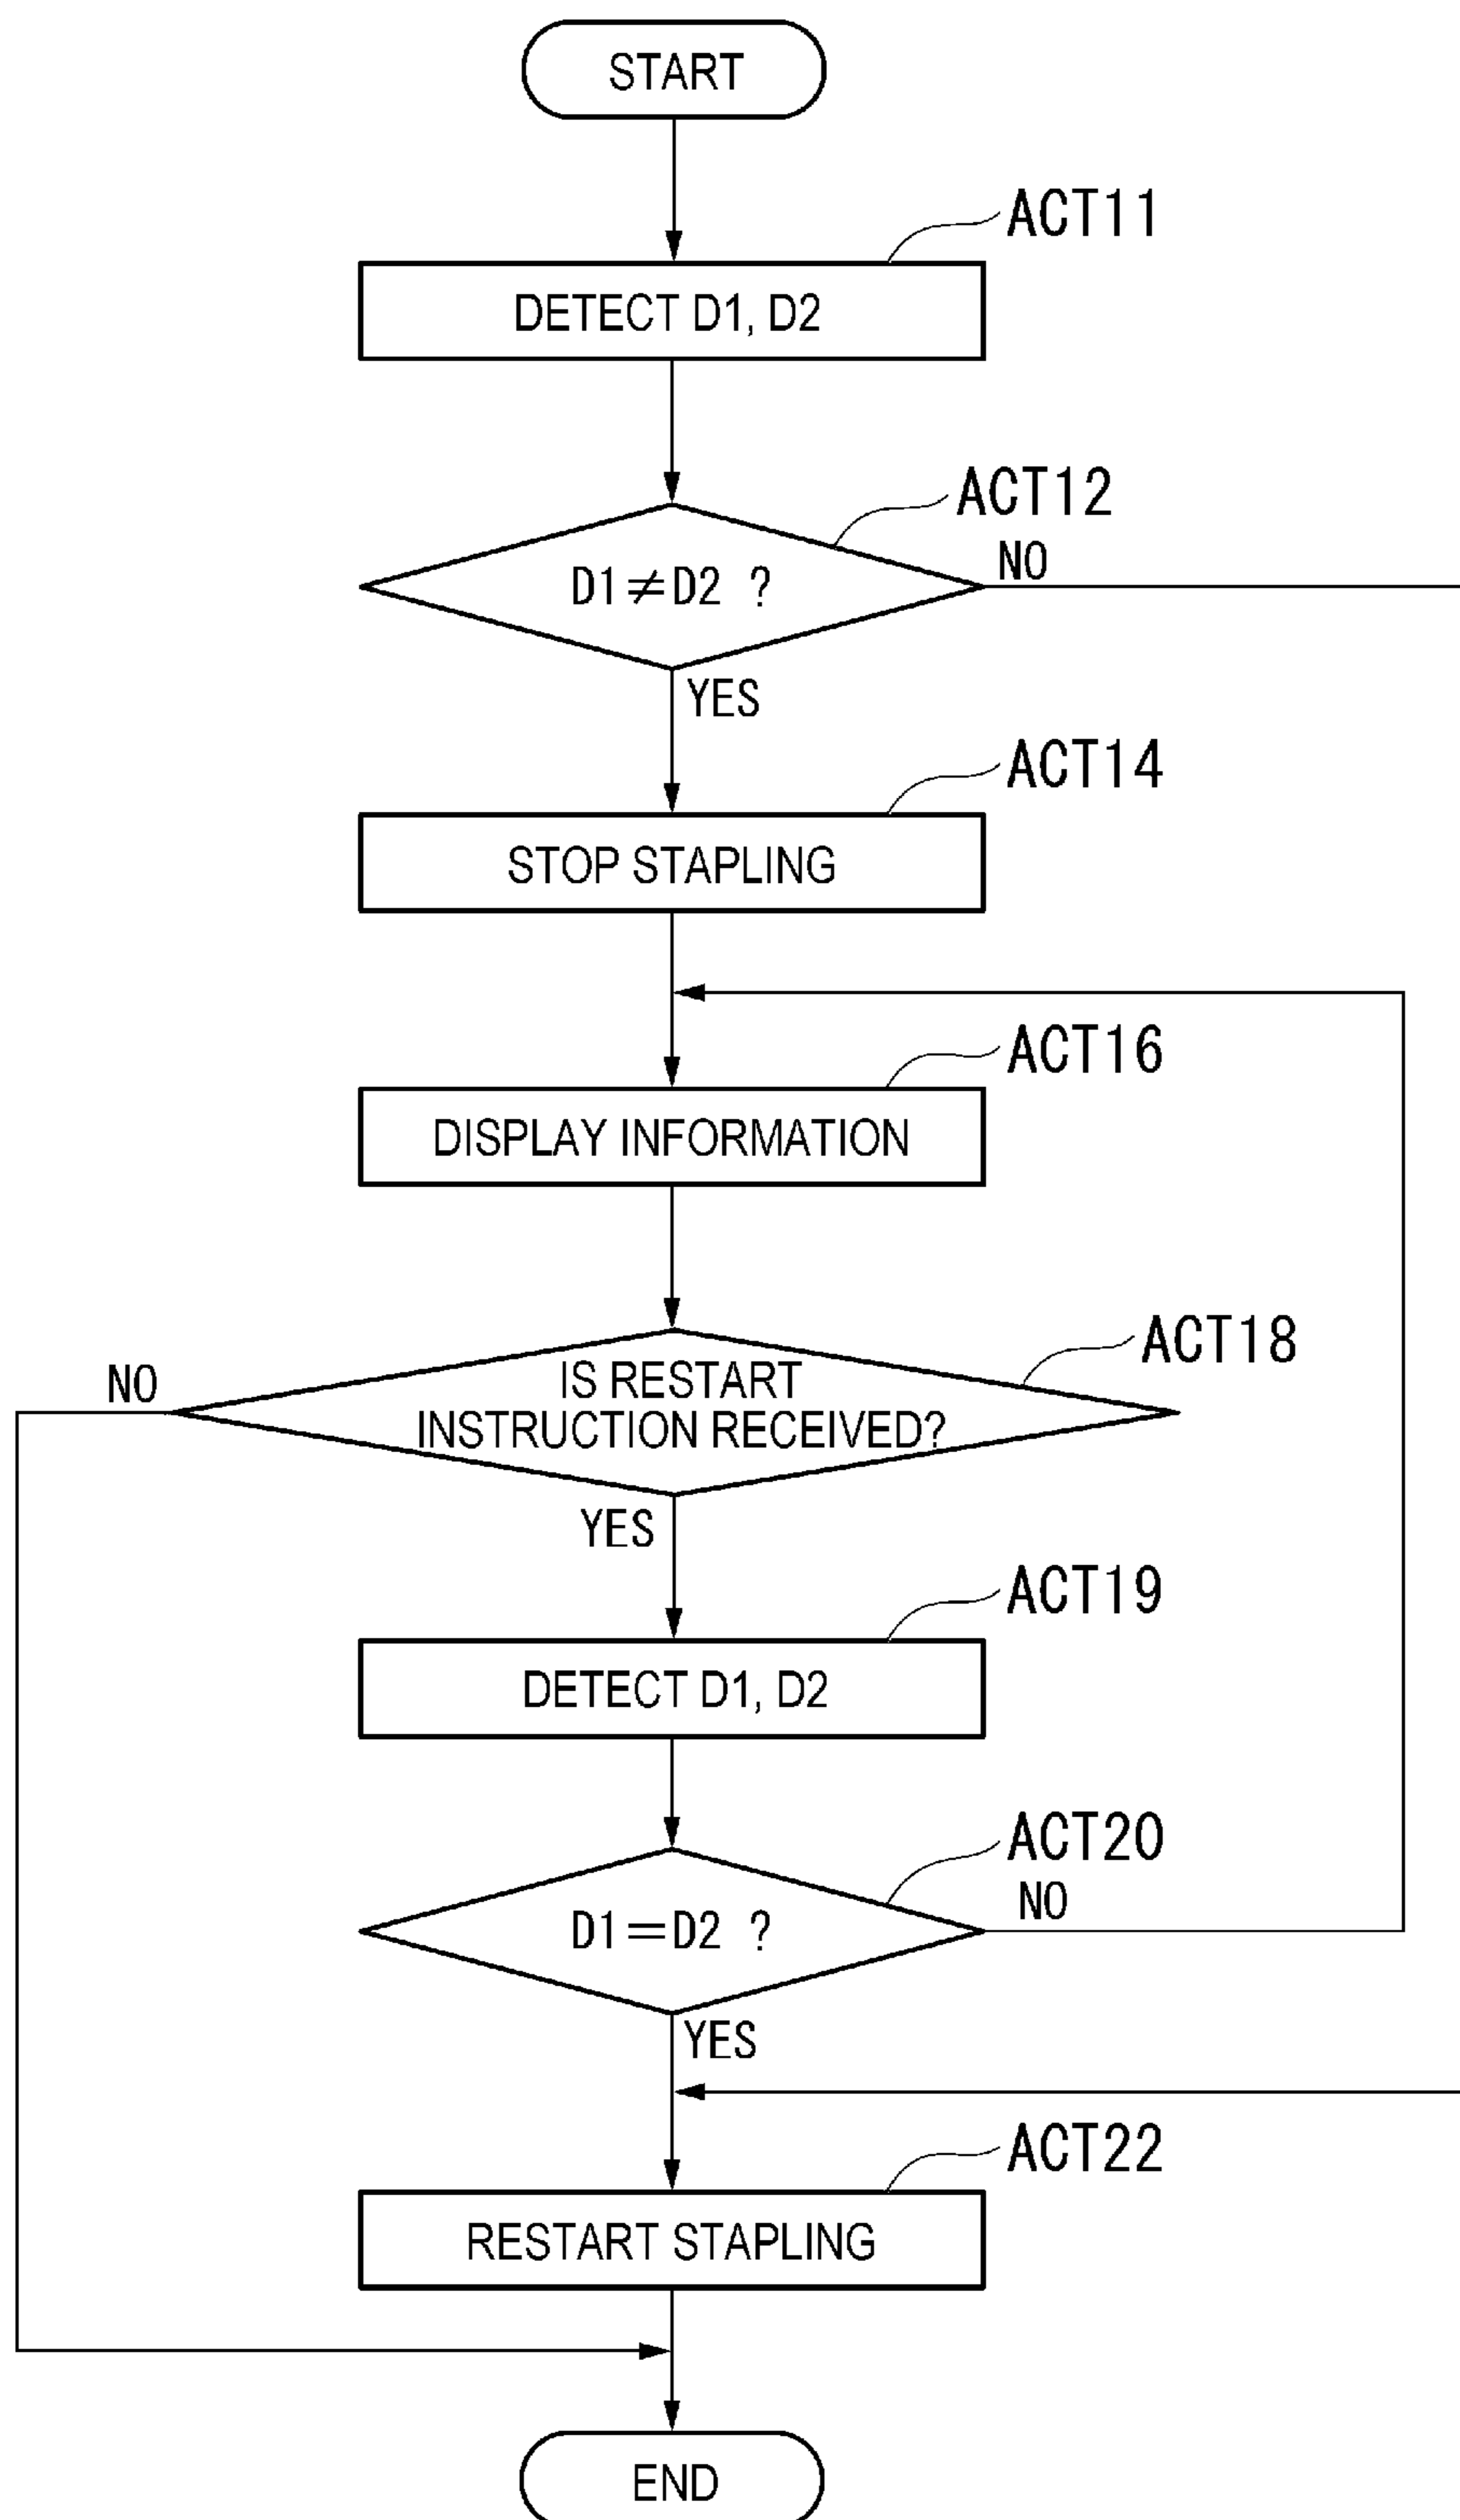 START
ACT11
DETECT D1, D2
ACT12
NO
D1≠D2 ?
YES
ACT14
STOP STAPLING
ACT16
DISPLAY INFORMATION
ACT18
NO
IS RESTART
INSTRUCTION RECEIVED?
YES
ACT19
DETECT D1, D2
ACT20
NO
D1=D2 ?
YES
ACT22
RESTART STAPLING
END